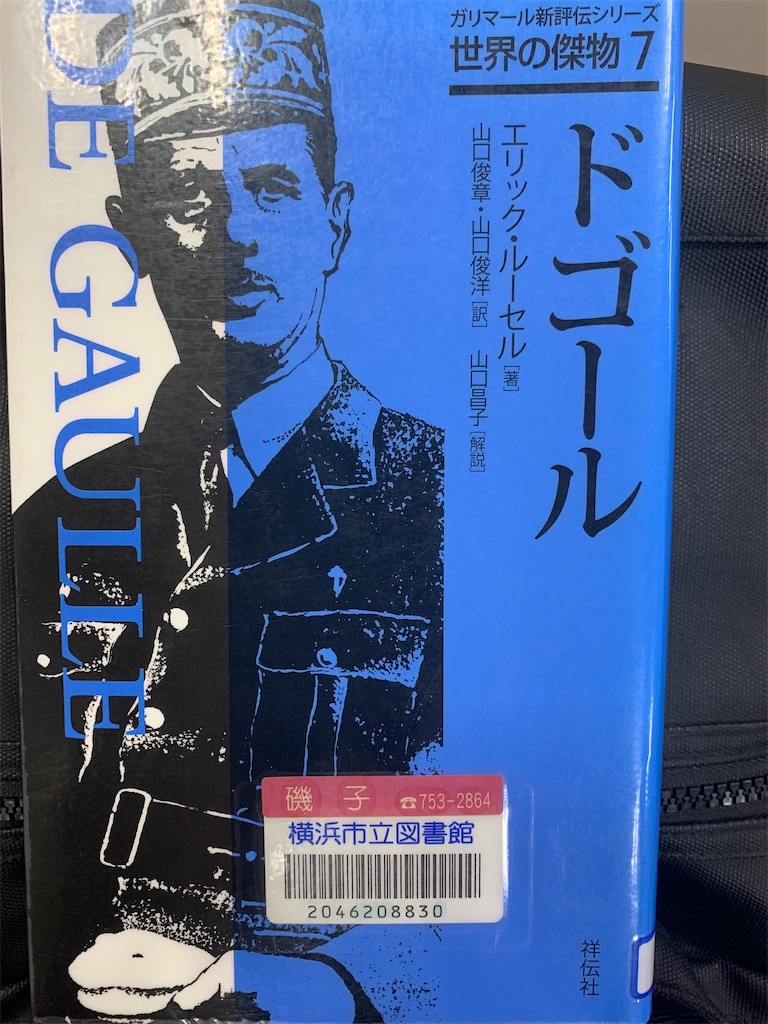 ガリマール新評伝シリーズ
世界の傑物 7
ドゴール
エリック・ルーセル[著]
山口俊章・山口俊洋[訳] 山口昌子[解説]
DE GAULLE
磯 子 ☎753-2864
横浜市立図書館
2046208830
祥伝社